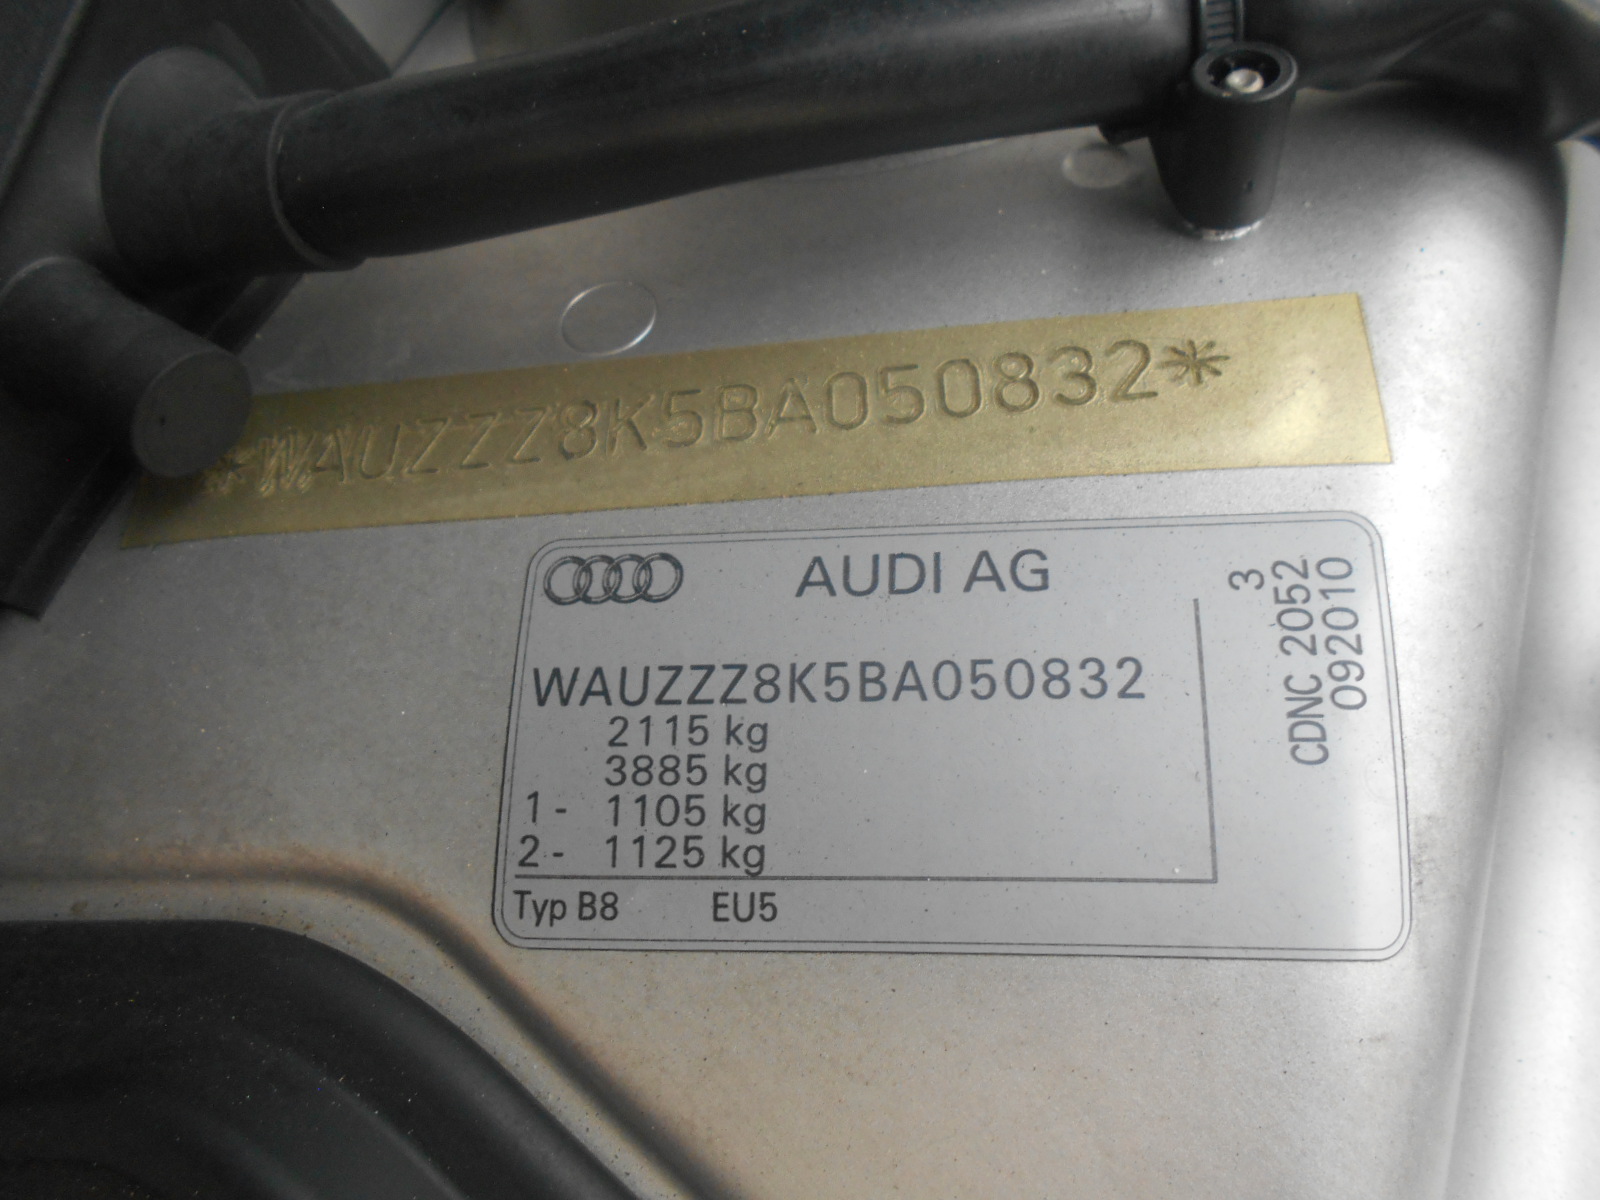 *WAUZZZ8K5BA050832*
AUDI AG
WAUZZZ8K5BA050832
2115 kg
3885 kg
1- 1105 kg
2- 1125 kg
Typ B8 EU5
3
CDNC 2052
092010